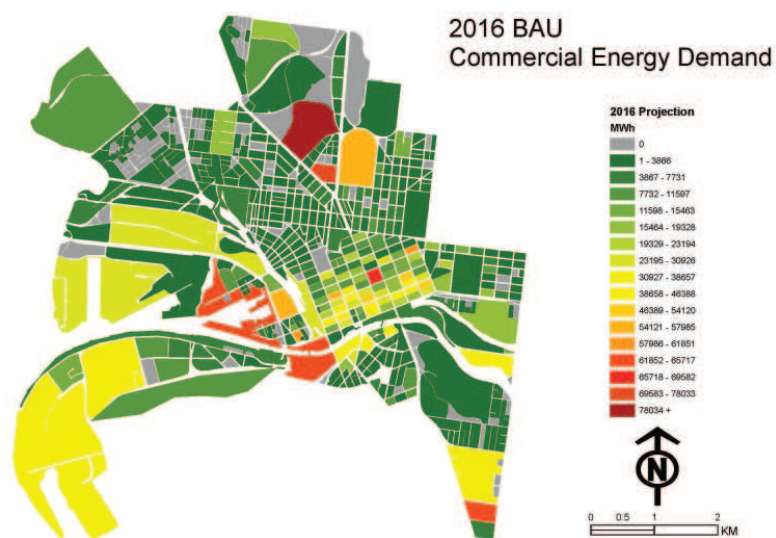 2016 BAU
Commercial Energy Demand
2016 Projection
MWh
0
1 - 3866
3867 - 7731
7732 - 11597
11598 - 15463
15464 - 19328
19329 - 23194
23195 - 30926
30927 - 38657
38658 - 46388
46389 - 54120
54121 - 57985
57986 - 61851
61852 - 65717
65718 - 69582
69583 - 78033
78034 +
N
0 0.5 1 2
KM